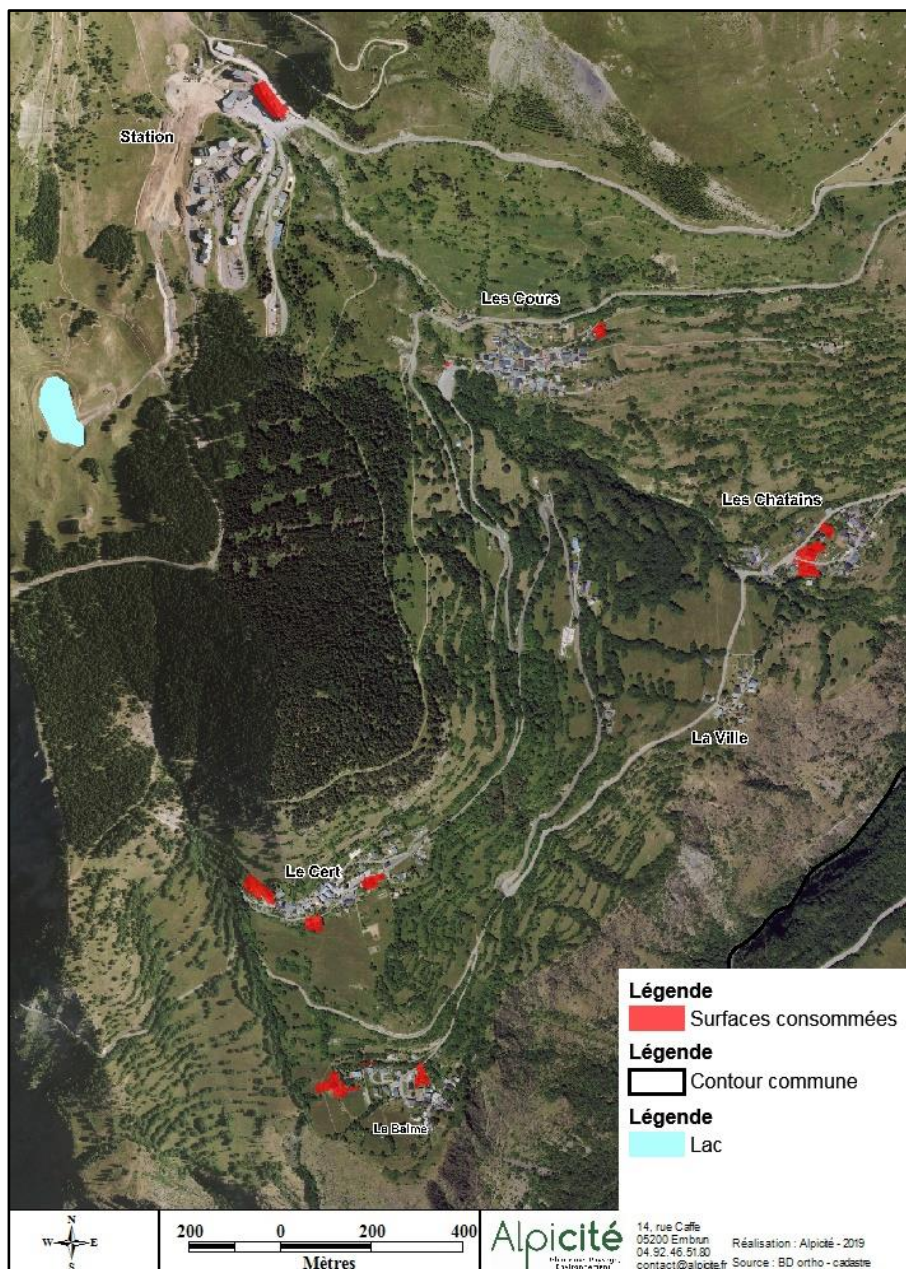 Station
Les Cours
Les Chatains
La Ville
Le Cert
La Balme
Légende
Surfaces consommées
Légende
Contour commune
Légende
Lac
N
W E
S
200 0 200 400
Mètres
Alpicité
14, rue Caffe
05200 Embrun
04.92.46.51.80
contact@alpicite.fr
Réalisation : Alpicité - 2019
Source : BD ortho - cadastre